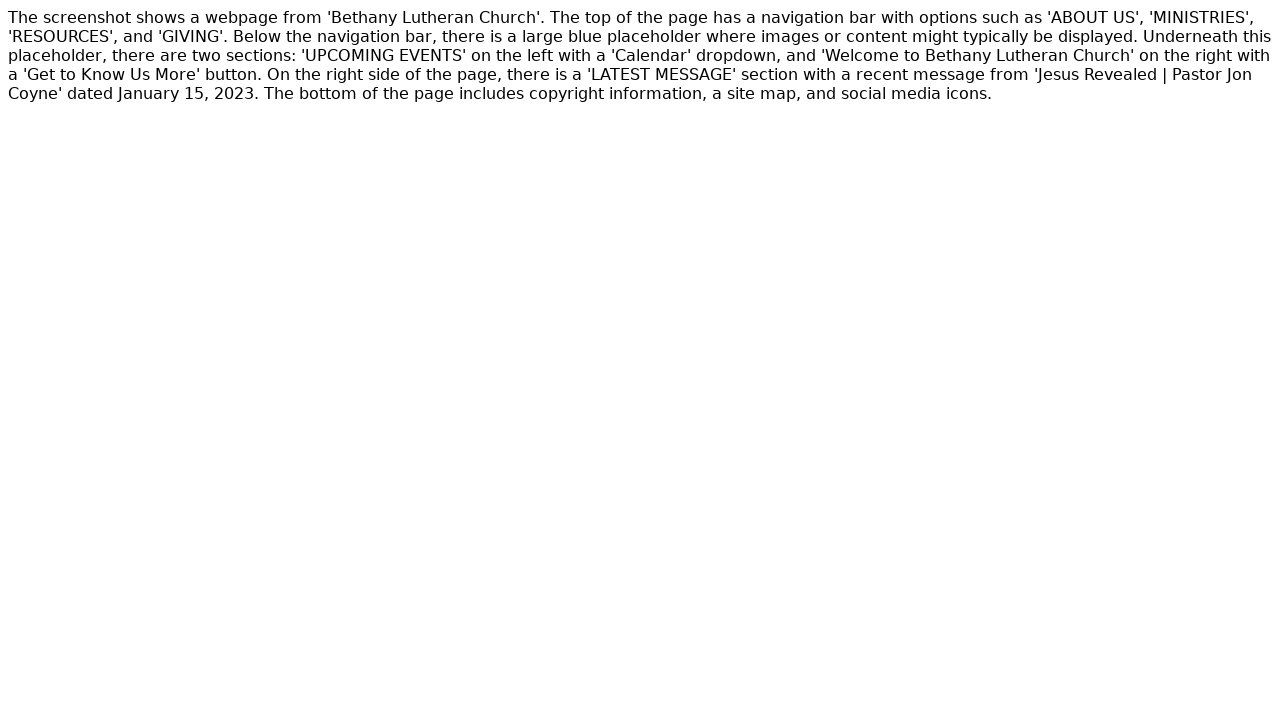 The screenshot shows a webpage from 'Bethany Lutheran Church'. The top of the page has a navigation bar with options such as 'ABOUT US', 'MINISTRIES',
'RESOURCES', and 'GIVING'. Below the navigation bar, there is a large blue placeholder where images or content might typically be displayed. Underneath this
placeholder, there are two sections: 'UPCOMING EVENTS' on the left with a 'Calendar' dropdown, and 'Welcome to Bethany Lutheran Church' on the right with
a 'Get to Know Us More' button. On the right side of the page, there is a 'LATEST MESSAGE' section with a recent message from 'Jesus Revealed | Pastor Jon
Coyne' dated January 15, 2023. The bottom of the page includes copyright information, a site map, and social media icons.